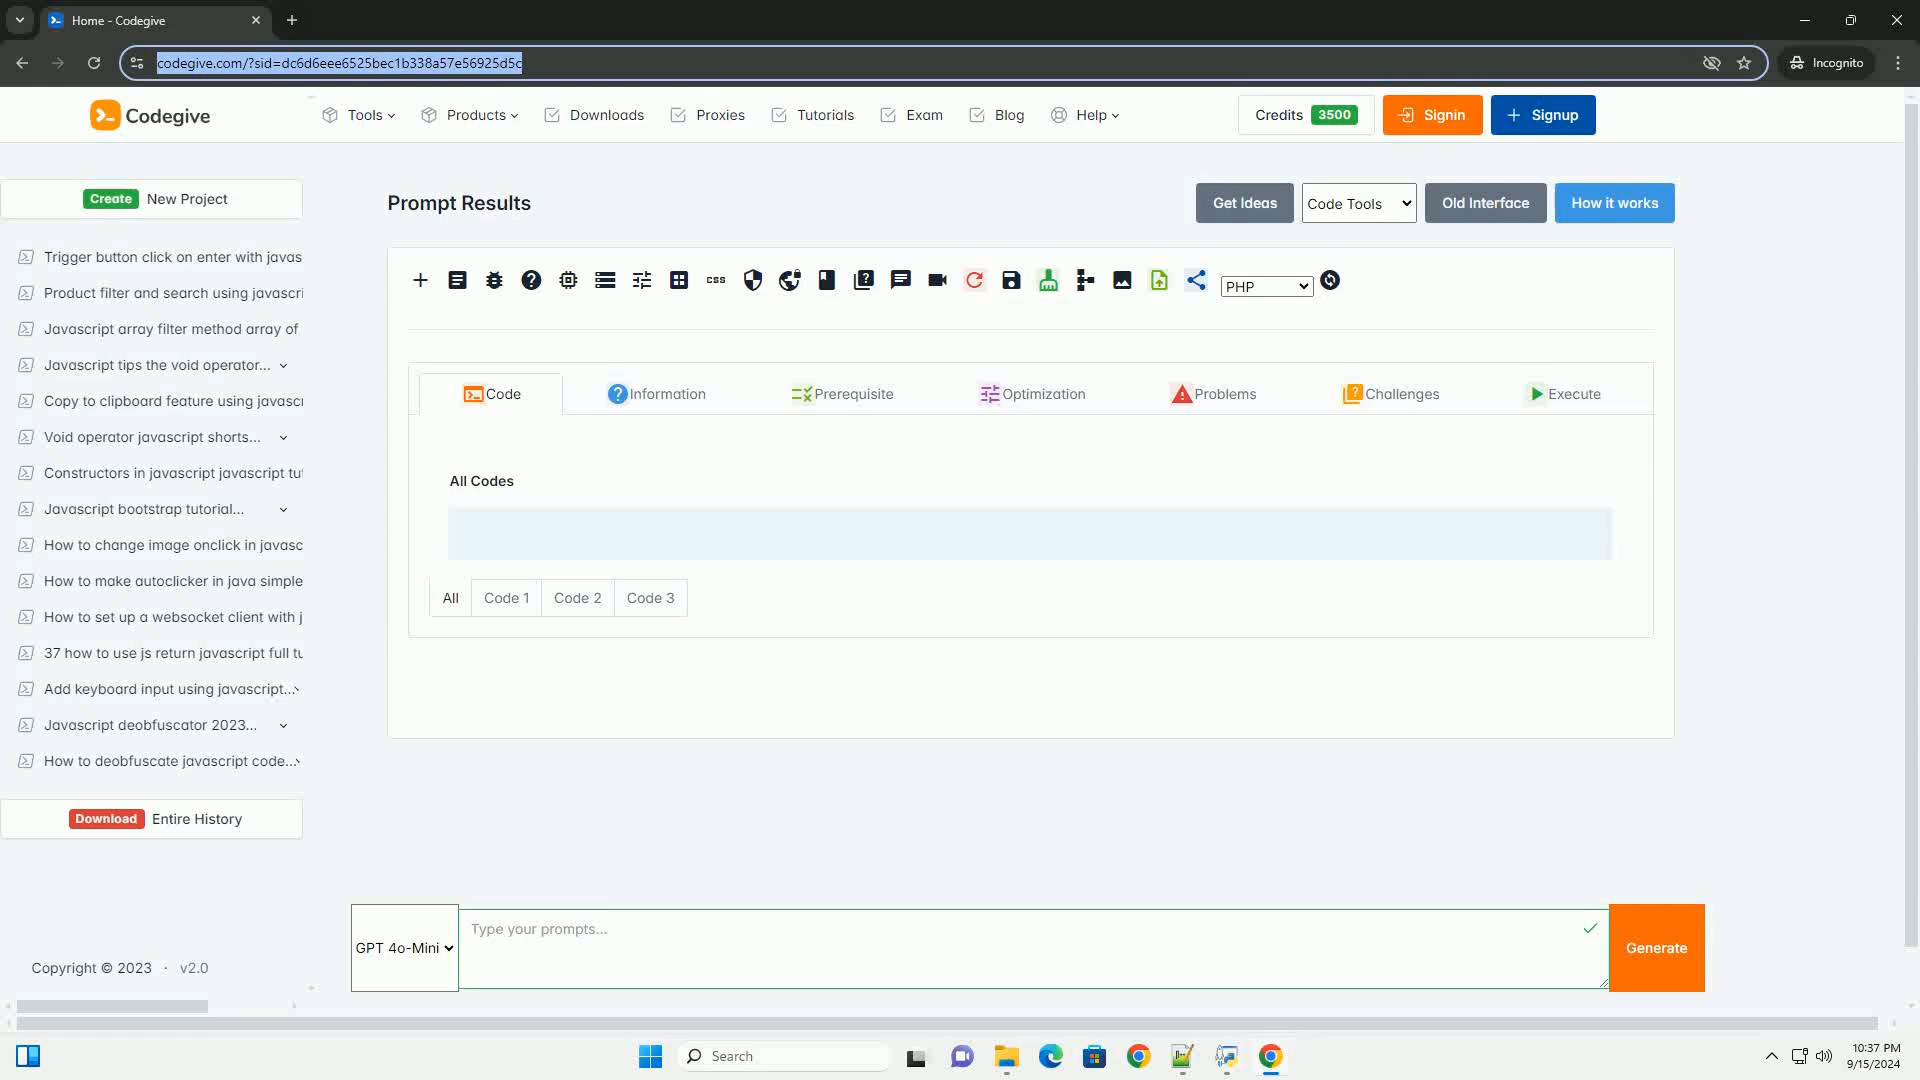 Home - Codegive
codegive.com/?sid=dc6d6eee6525bec1b338a57e56925d5c
Incognito
Codegive
Tools
Products
Downloads
Proxies
Tutorials
Exam
Blog
Help
Credits 3500
Signin
Signup
Create New Project
Trigger button click on enter with javas
Product filter and search using javascri
Javascript array filter method array of
Javascript tips the void operator...
Copy to clipboard feature using javascr
Void operator javascript shorts...
Constructors in javascript javascript tut
Javascript bootstrap tutorial...
How to change image onclick in javasc
How to make autoclicker in java simple
How to set up a websocket client with j
37 how to use js return javascript full tu
Add keyboard input using javascript...
Javascript deobfuscator 2023...
How to deobfuscate javascript code...
Download Entire History
Copyright © 2023 · v2.0
Prompt Results
Get Ideas
Code Tools
Old Interface
How it works
css
PHP
Code
Information
Prerequisite
Optimization
Problems
Challenges
Execute
All Codes
All
Code 1
Code 2
Code 3
GPT 4o-Mini
Type your prompts...
Generate
Search
10:37 PM
9/15/2024